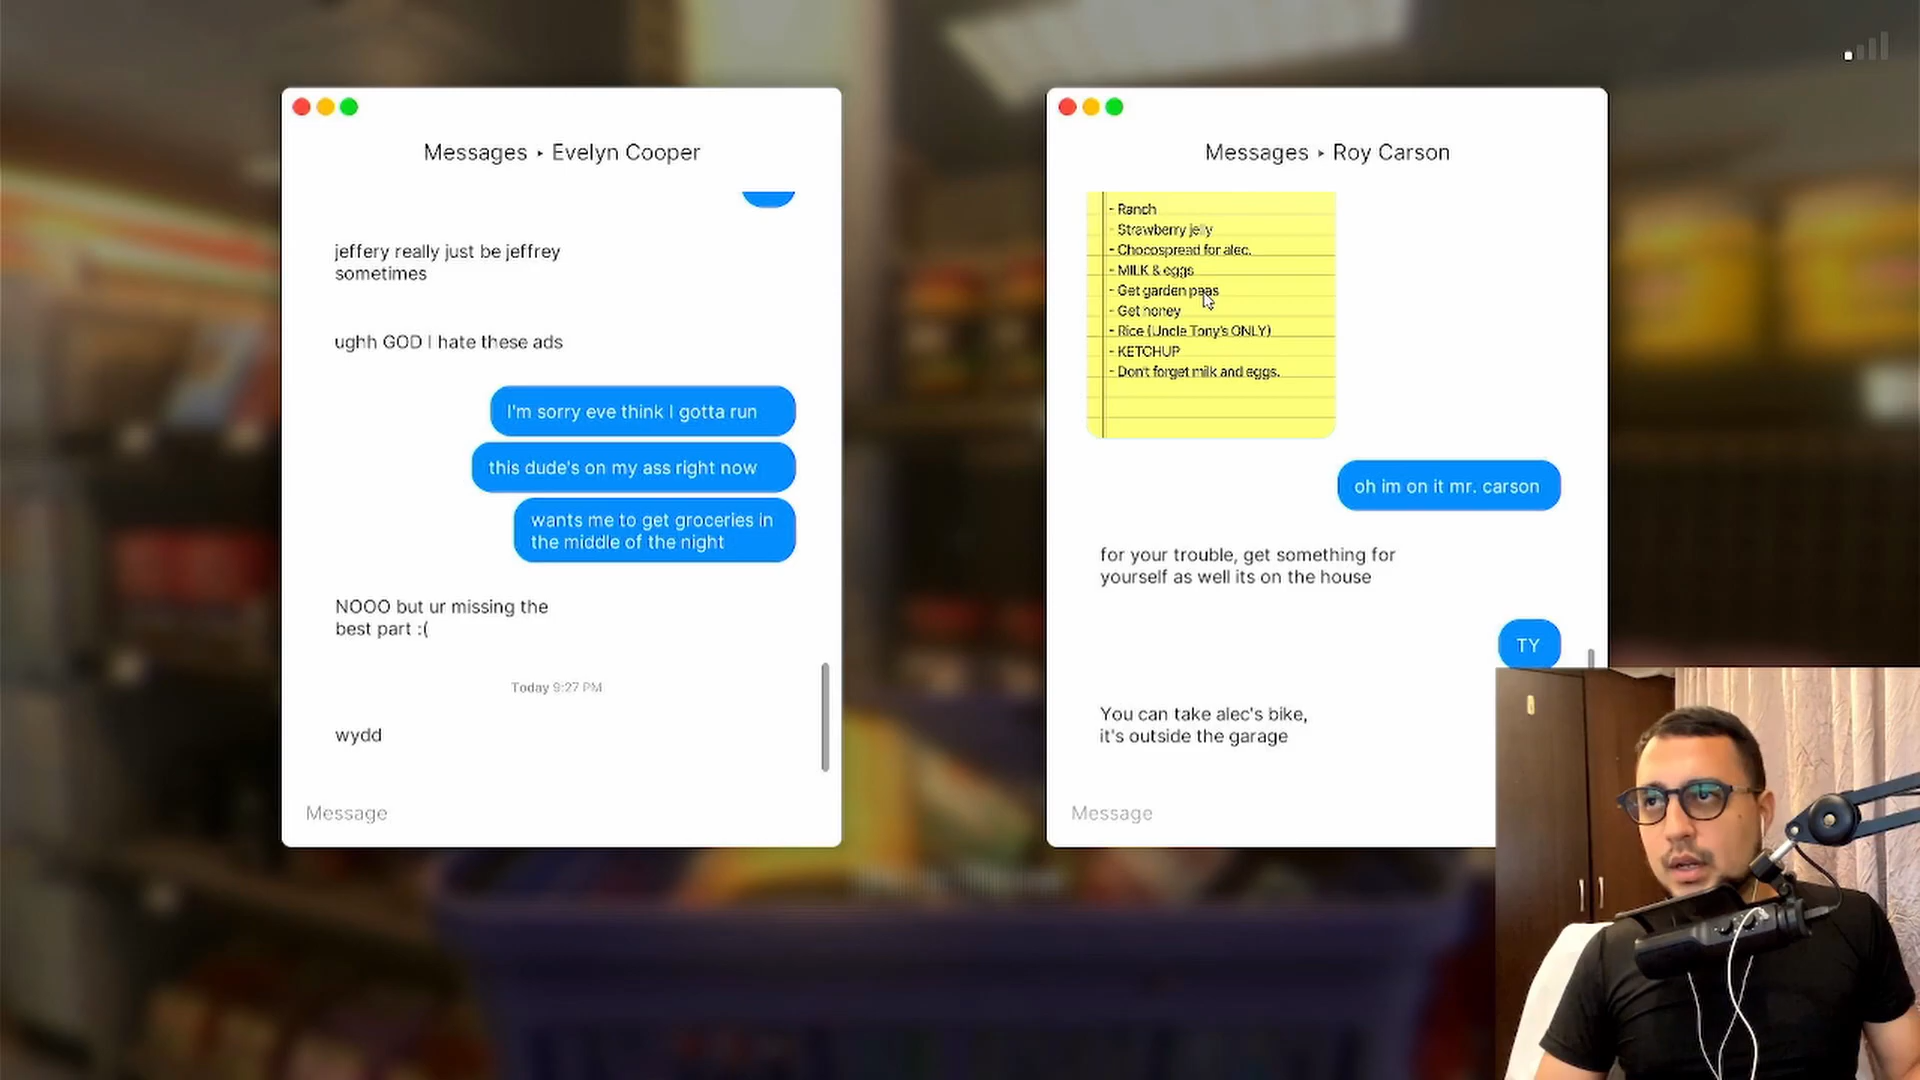 Messages ‣ Evelyn Cooper
jeffery really just be jeffrey
sometimes
ughh GOD I hate these ads
I'm sorry eve think I gotta run
this dude's on my ass right now
wants me to get groceries in
the middle of the night
NOOO but ur missing the
best part :(
Today 9:27 PM
wydd
Message
Messages ‣ Roy Carson
- Ranch
- Strawberry jelly
- Chocospread for alec.
- MILK & eggs
- Get garden peas
- Get honey
- Rice (Uncle Tony's ONLY)
- KETCHUP
- Don't forget milk and eggs.
oh im on it mr. carson
for your trouble, get something for
yourself as well its on the house
TY
You can take alec's bike,
it's outside the garage
Message